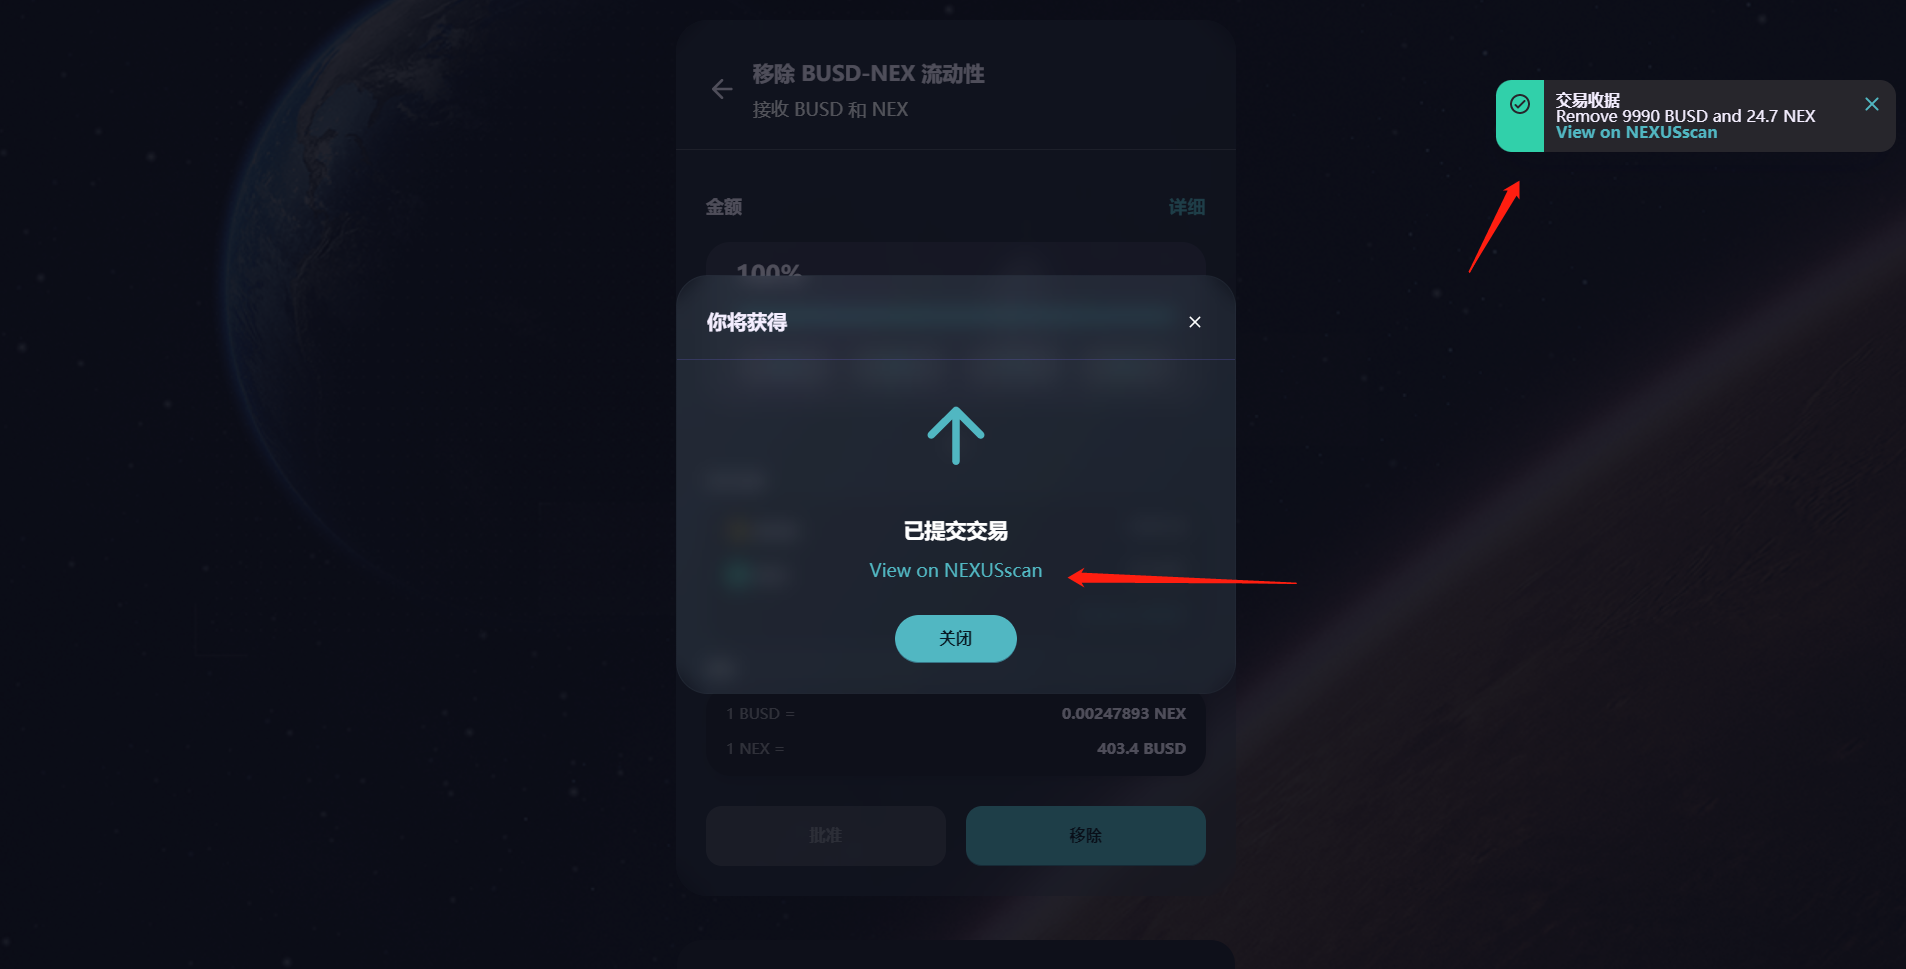 移除 BUSD-NEX 流动性
接收 BUSD 和 NEX
交易收据
Remove 9990 BUSD and 24.7 NEX
View on NEXUSscan
金额
详细
100%
你将获得
已提交交易
View on NEXUSscan
关闭
1 BUSD =
0.00247893 NEX
1 NEX =
403.4 BUSD
批准
移除